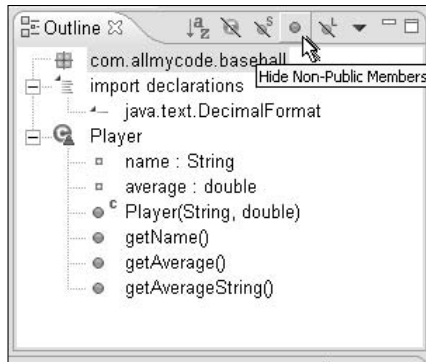 Outline
com.allmycode.baseball
Hide Non-Public Members
import declarations
java.text.DecimalFormat
Player
name : String
average : double
C Player(String, double)
getName()
getAverage()
getAverageString()